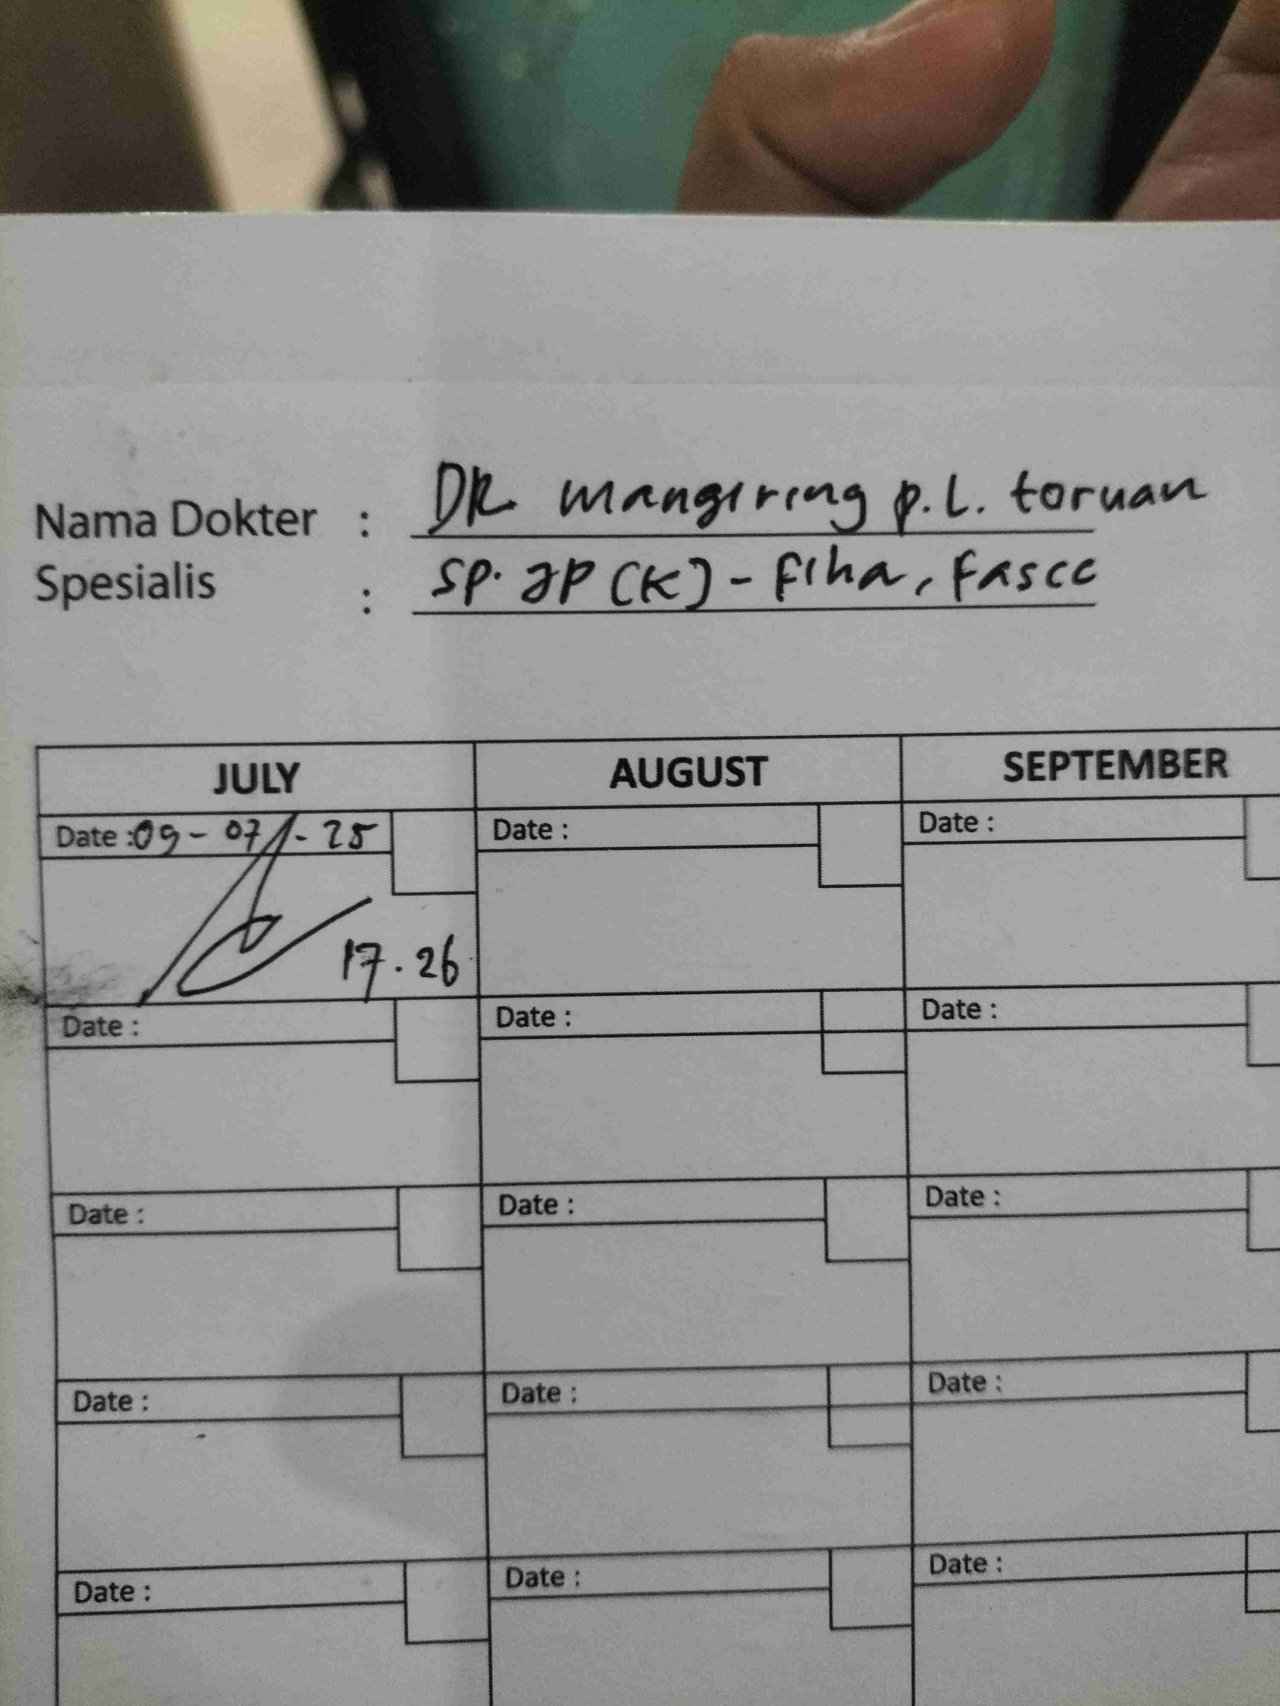 Nama Dokter : DR mangiring p.L. toruan
Spesialis : SP. JP (K) - Fiha, Fascc
JULY AUGUST SEPTEMBER
Date : 09 - 07 - 25 Date : Date :
17.26
Date : Date : Date :
Date : Date : Date :
Date : Date : Date :
Date : Date : Date :